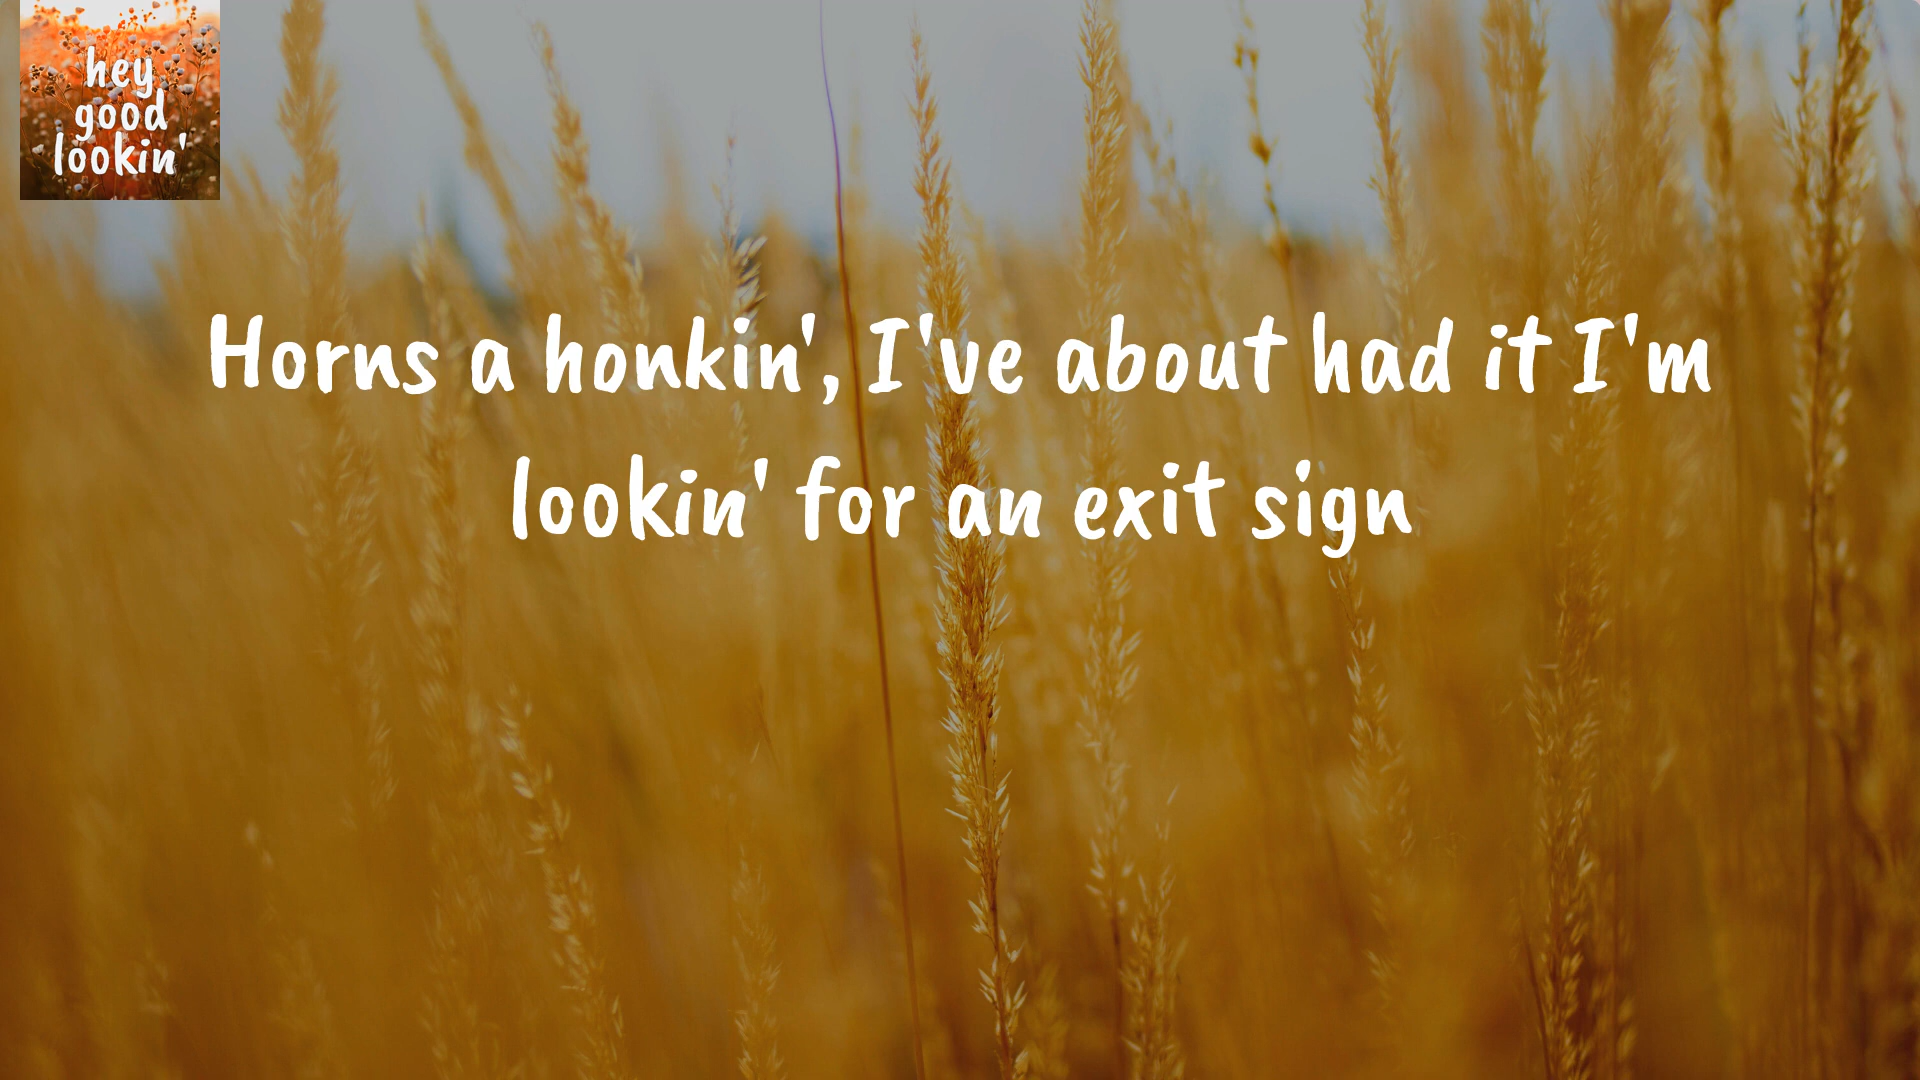 hey
good
lookin'
Horns a honkin', I've about had it I'm
lookin' for an exit sign